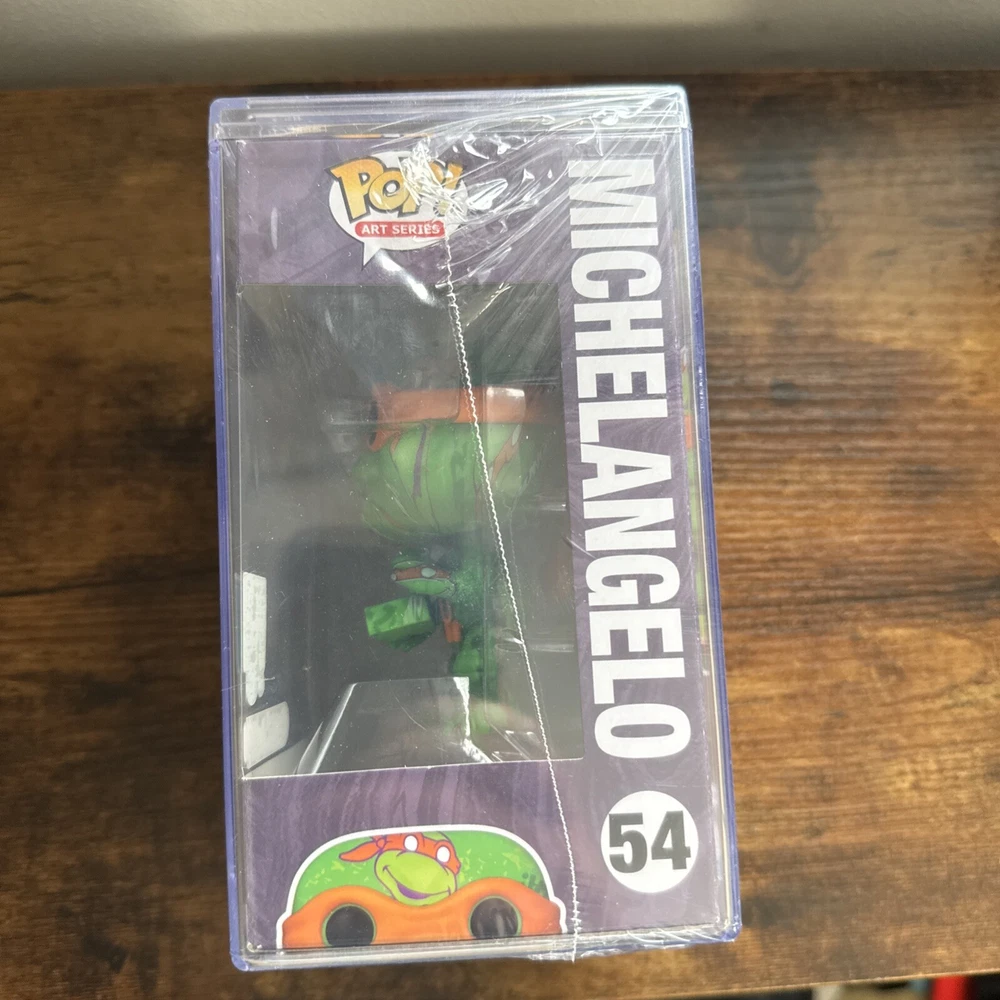 POP!
ART SERIES
MICHELANGELO
54